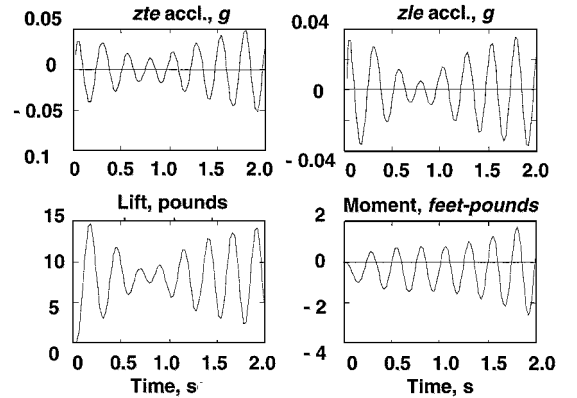 zte accl., g
0.05
0
- 0.05
0.1
0 0.5 1.0 1.5 2.0
zle accl., g
0.04
0
- 0.04
0 0.5 1.0 1.5 2.0
Lift, pounds
15
10
5
0
0 0.5 1.0 1.5 2.0
Time, s
Moment, feet-pounds
2
0
- 2
- 4
0 0.5 1.0 1.5 2.0
Time, s